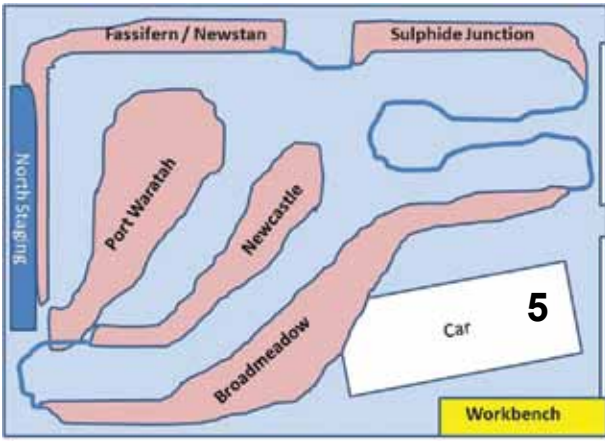 Fassifern / Newstan
Sulphide Junction
North Staging
Port Waratah
Newcastle
Broadmeadow
Car
5
Workbench